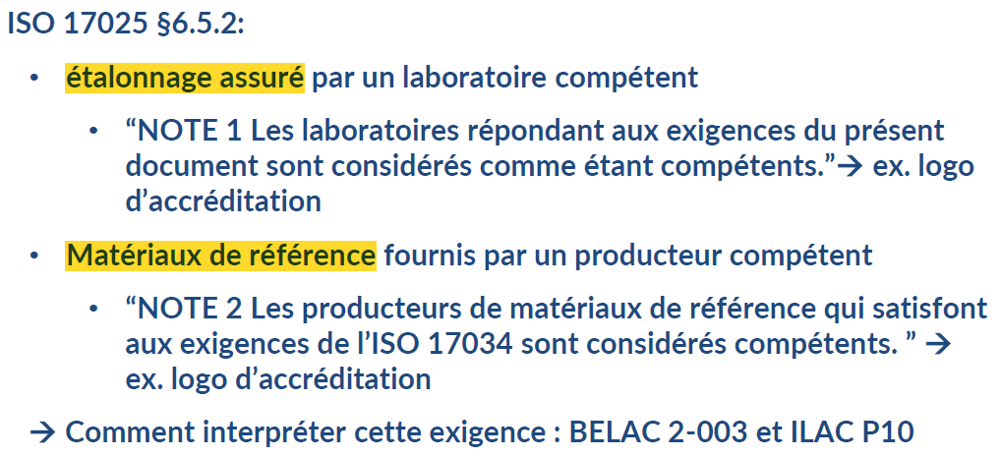 ISO 17025 §6.5.2:
• étalonnage assuré par un laboratoire compétent
• “NOTE 1 Les laboratoires répondant aux exigences du présent
document sont considérés comme étant compétents.”→ ex. logo
d’accréditation
• Matériaux de référence fournis par un producteur compétent
• “NOTE 2 Les producteurs de matériaux de référence qui satisfont
aux exigences de l’ISO 17034 sont considérés compétents. ” →
ex. logo d’accréditation
→ Comment interpréter cette exigence : BELAC 2-003 et ILAC P10